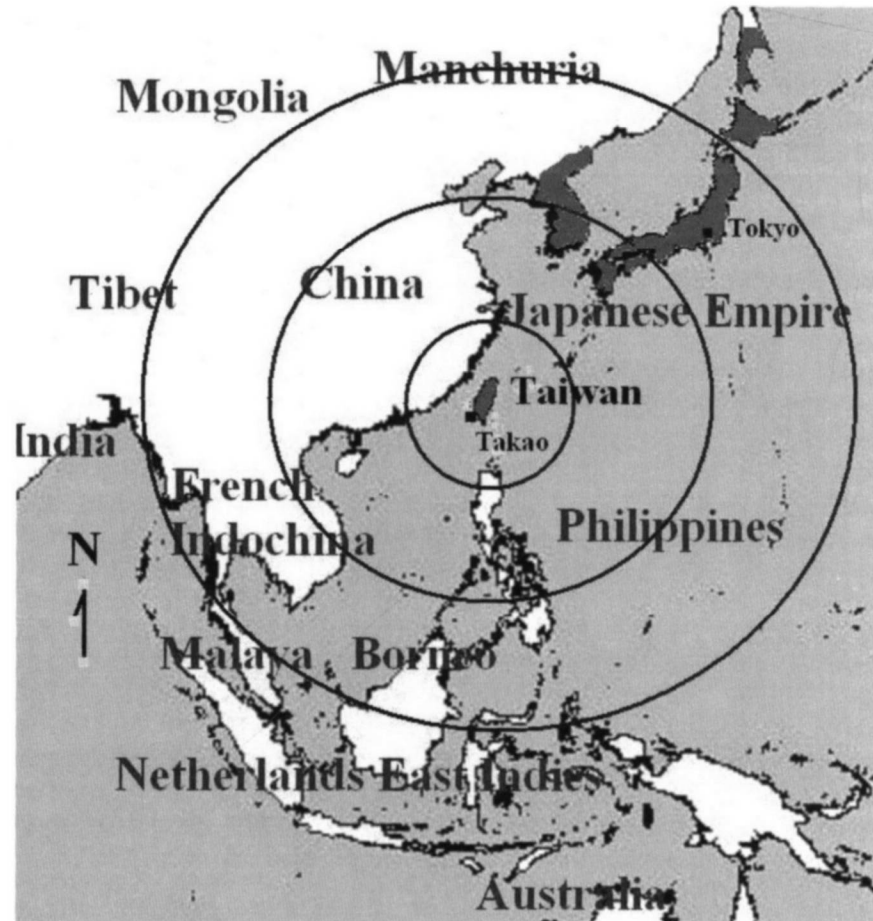 Manchuria
Mongolia
Tokyo
China
Tibet
Japanese Empire
Taiwan
Takao
India
French
Indochina
Philippines
N
Malaya
Borneo
Netherlands East Indies
Australia